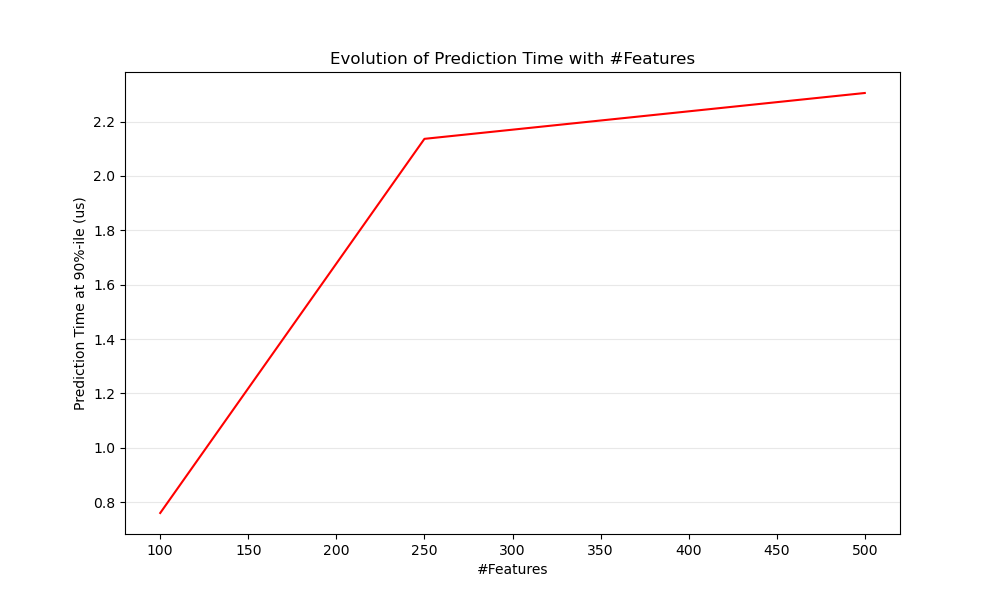 Evolution of Prediction Time with #Features
Prediction Time at 90%-ile (us)
2.2
2.0
1.8
1.6
1.4
1.2
1.0
0.8
100 150 200 250 300 350 400 450 500
#Features